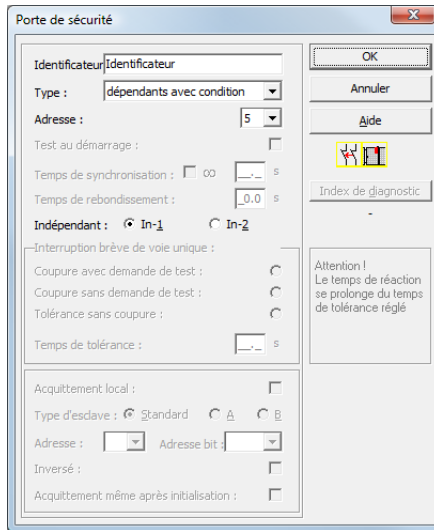 Porte de sécurité
Identificateur Identificateur
Type : dépendants avec condition
Adresse : 5
Test au démarrage :
Temps de synchronisation : ∞ __._ s
Temps de rebondissement : _0.0 s
Indépendant : In-1 In-2
Interruption brève de voie unique :
Coupure avec demande de test :
Coupure sans demande de test :
Tolérance sans coupure :
Temps de tolérance : __._ s
Acquittement local :
Type d'esclave : Standard A B
Adresse : Adresse bit :
Inversé :
Acquittement même après initialisation :
OK
Annuler
Aide
Index de diagnostic
-
Attention !
Le temps de réaction
se prolonge du temps
de tolérance réglé